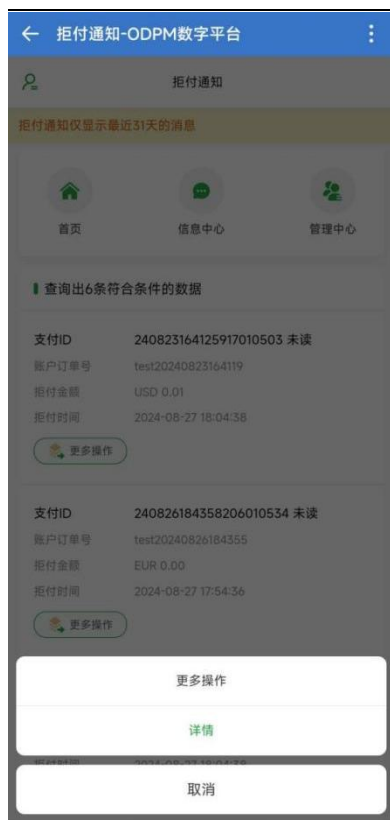 拒付通知-ODPM数字平台
拒付通知
拒付通知仅显示最近31天的消息
首页 信息中心 管理中心
查询出6条符合条件的数据
支付ID 240823164125917010503 未读
账户订单号 test20240823164119
拒付金额 USD 0.01
拒付时间 2024-08-27 18:04:38
更多操作
支付ID 240826184358206010534 未读
账户订单号 test20240826184355
拒付金额 EUR 0.00
拒付时间 2024-08-27 17:54:36
更多操作
更多操作
详情
拒付时间 2024-08-27 18:04:38
取消